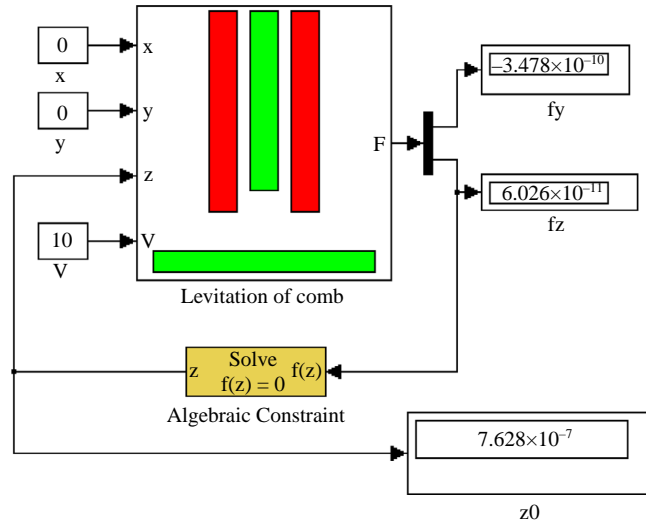 0
x
0
y
10
V
x
y
z
V
F
Levitation of comb
–3.478×10⁻¹⁰
fy
6.026×10⁻¹¹
fz
z
Solve
f(z) = 0
f(z)
Algebraic Constraint
7.628×10⁻⁷
z0